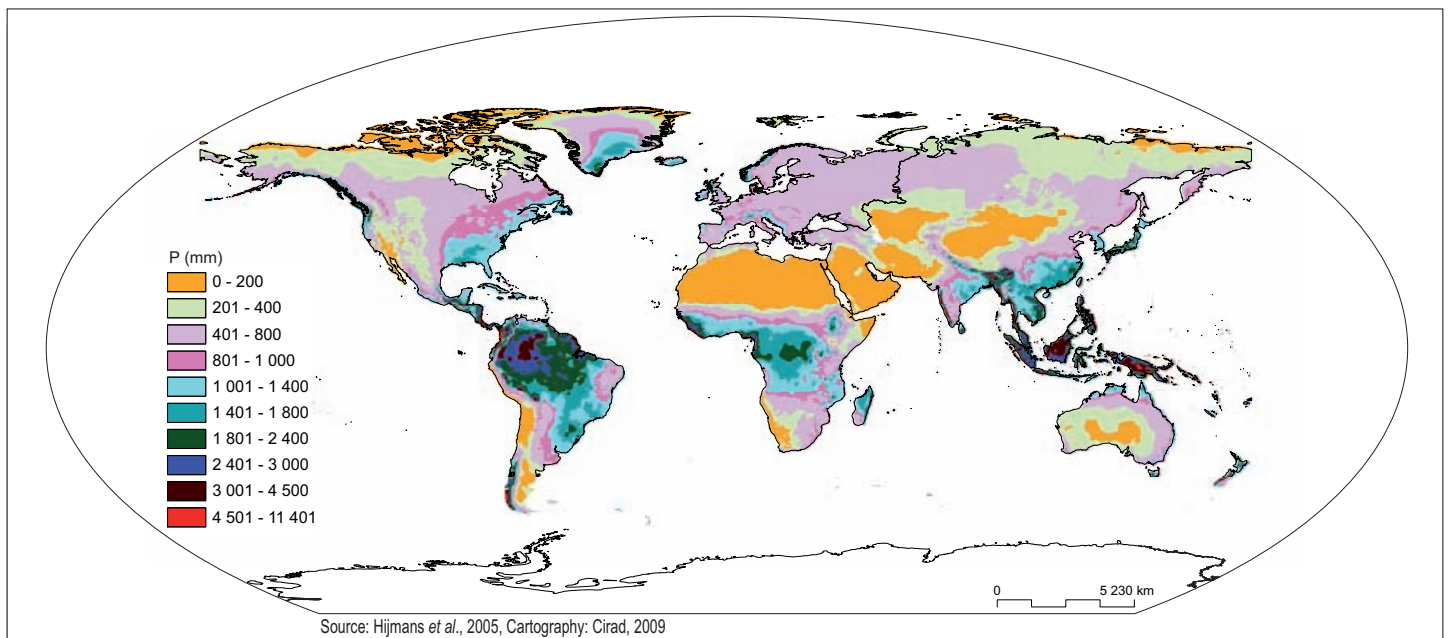 P (mm)
0 - 200
201 - 400
401 - 800
801 - 1 000
1 001 - 1 400
1 401 - 1 800
1 801 - 2 400
2 401 - 3 000
3 001 - 4 500
4 501 - 11 401
0 5 230 km
Source: Hijmans et al., 2005, Cartography: Cirad, 2009